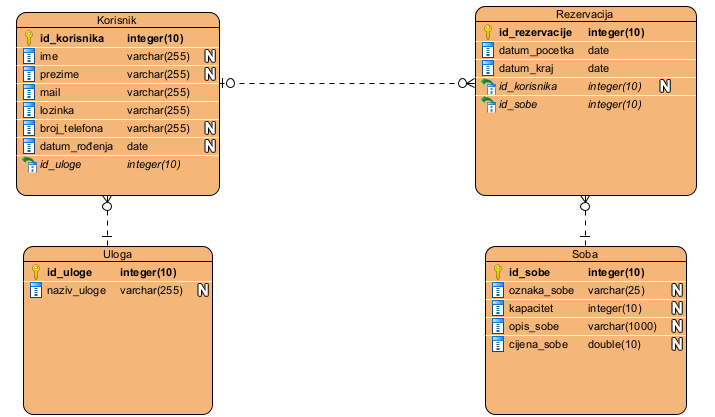 Korisnik
id_korisnika integer(10)
ime varchar(255) N
prezime varchar(255) N
mail varchar(255)
lozinka varchar(255)
broj_telefona varchar(255) N
datum_rođenja date N
id_uloge integer(10)
Rezervacija
id_rezervacije integer(10)
datum_pocetka date
datum_kraj date
id_korisnika integer(10) N
id_sobe integer(10)
Uloga
id_uloge integer(10)
naziv_uloge varchar(255) N
Soba
id_sobe integer(10)
oznaka_sobe varchar(25) N
kapacitet integer(10) N
opis_sobe varchar(1000) N
cijena_sobe double(10) N